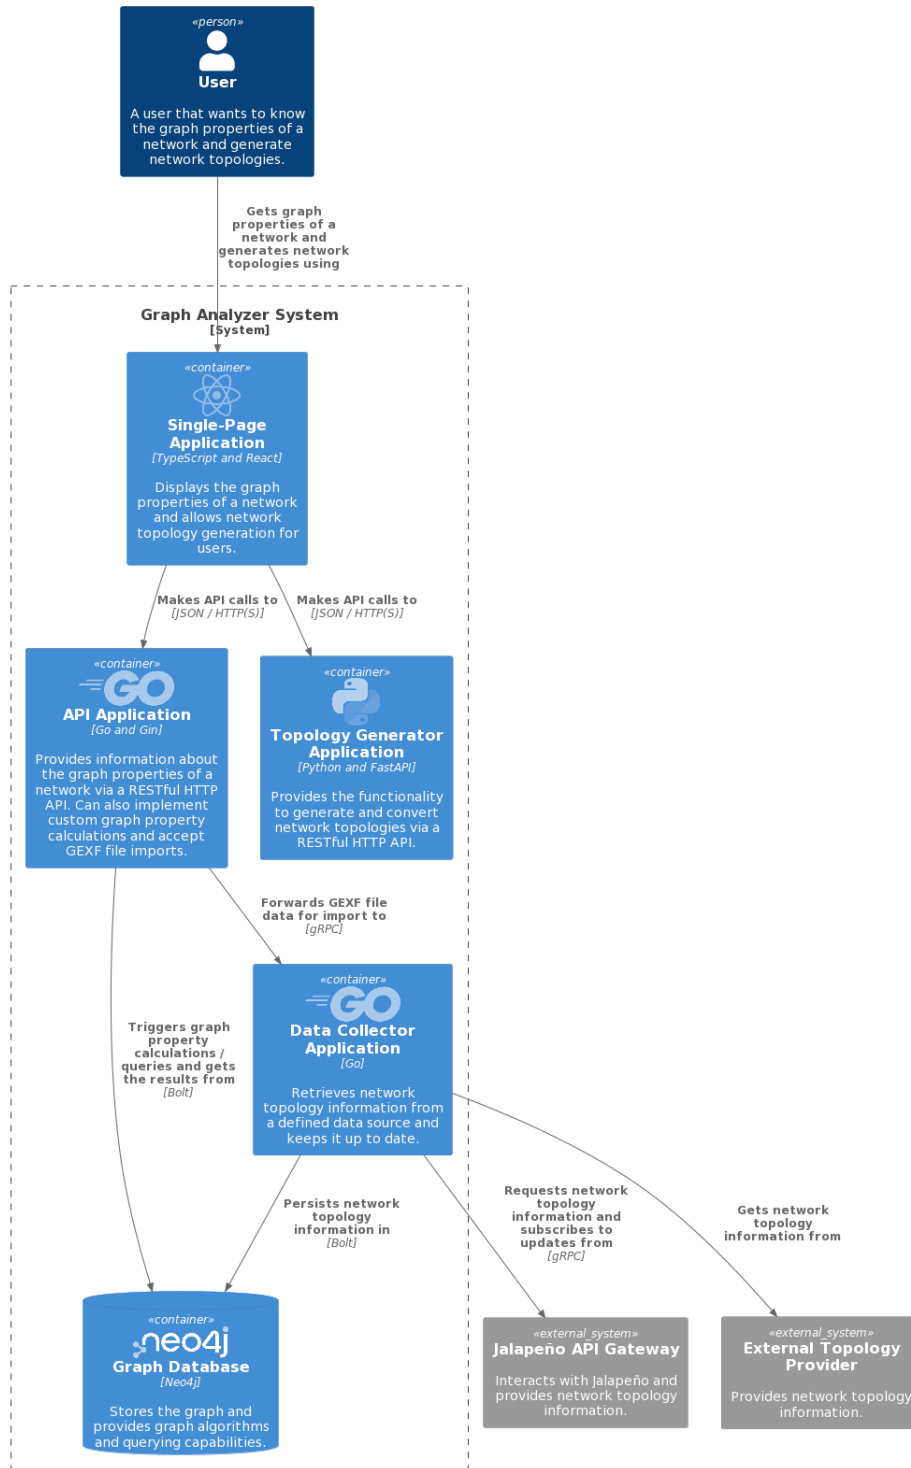 «person»
User
A user that wants to know
the graph properties of a
network and generate
network topologies.
Gets graph
properties of a
network and
generates network
topologies using
Graph Analyzer System
[System]
«container»
Single-Page
Application
[TypeScript and React]
Displays the graph
properties of a network
and allows network
topology generation for
users.
Makes API calls to
[JSON / HTTP(S)]
Makes API calls to
[JSON / HTTP(S)]
«container»
GO
API Application
[Go and Gin]
Provides information about
the graph properties of a
network via a RESTful HTTP
API. Can also implement
custom graph property
calculations and accept
GEXF file imports.
«container»
Topology Generator
Application
[Python and FastAPI]
Provides the functionality
to generate and convert
network topologies via a
RESTful HTTP API.
Forwards GEXF file
data for import to
[gRPC]
«container»
GO
Data Collector
Application
[Go]
Retrieves network
topology information from
a defined data source and
keeps it up to date.
Triggers graph
property
calculations /
queries and gets
the results from
[Bolt]
Persists network
topology
information in
[Bolt]
Requests network
topology
information and
subscribes to
updates from
[gRPC]
Gets network
topology
information from
«container»
neo4j
Graph Database
[Neo4j]
Stores the graph and
provides graph algorithms
and querying capabilities.
«external_system»
Jalapeño API Gateway
Interacts with Jalapeño and
provides network topology
information.
«external_system»
External Topology
Provider
Provides network topology
information.